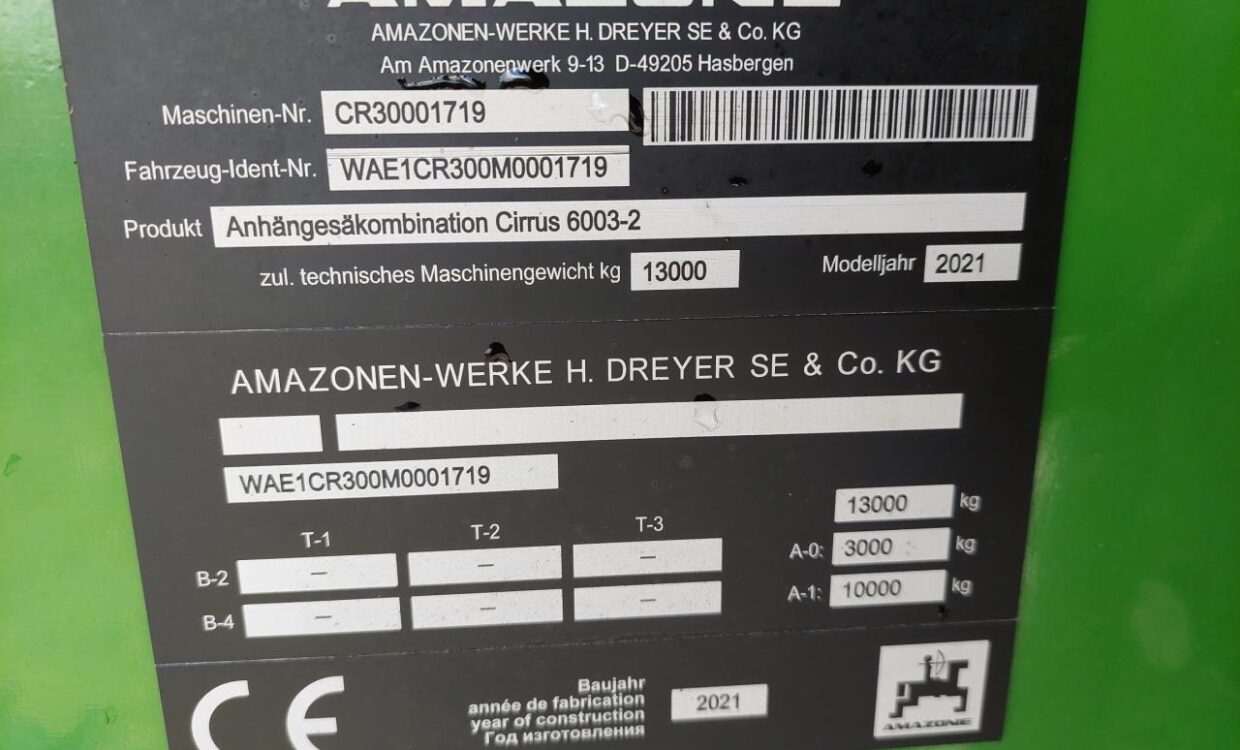 AMAZONE
AMAZONEN-WERKE H. DREYER SE & Co. KG
Am Amazonenwerk 9-13 D-49205 Hasbergen
Maschinen-Nr. CR30001719
Fahrzeug-Ident-Nr. WAE1CR300M0001719
Produkt Anhängesäkombination Cirrus 6003-2
zul. technisches Maschinengewicht kg 13000 Modelljahr 2021
AMAZONEN-WERKE H. DREYER SE & Co. KG
WAE1CR300M0001719
13000 kg
T-1 T-2 T-3
A-0: 3000 kg
B-2 – – –
A-1: 10000 kg
B-4 – – –
CE
Baujahr
année de fabrication
year of construction
Год изготовления
2021
AMAZONE